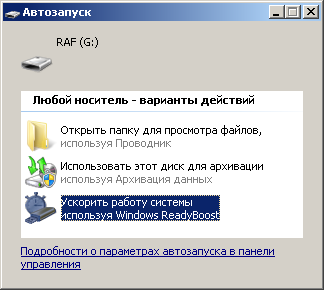 Автозапуск
RAF (G:)
Любой носитель - варианты действий
Открыть папку для просмотра файлов,
используя Проводник
Использовать этот диск для архивации
используя Архивация данных
Ускорить работу системы
используя Windows ReadyBoost
Подробности о параметрах автозапуска в панели
управления